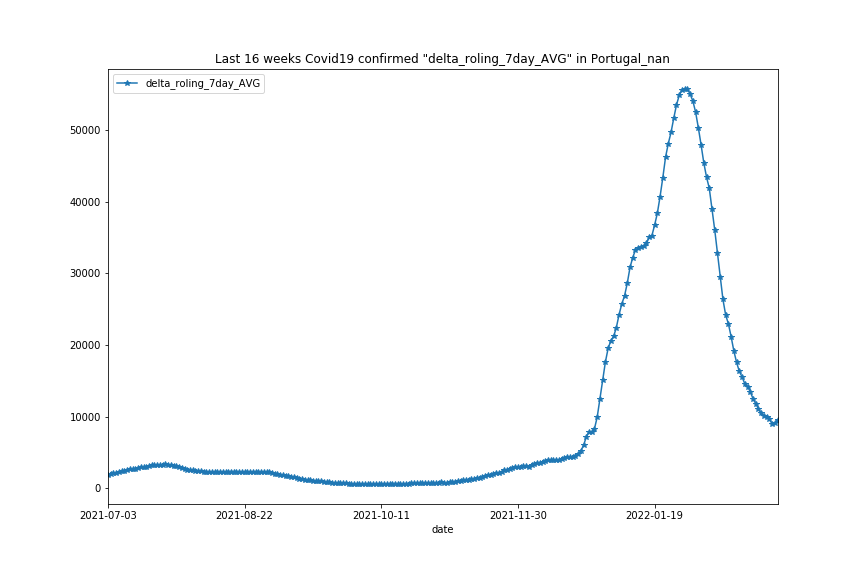 Last 16 weeks Covid19 confirmed "delta_roling_7day_AVG" in Portugal_nan
delta_roling_7day_AVG
50000
40000
30000
20000
10000
0
2021-07-03 2021-08-22 2021-10-11 2021-11-30 2022-01-19
date